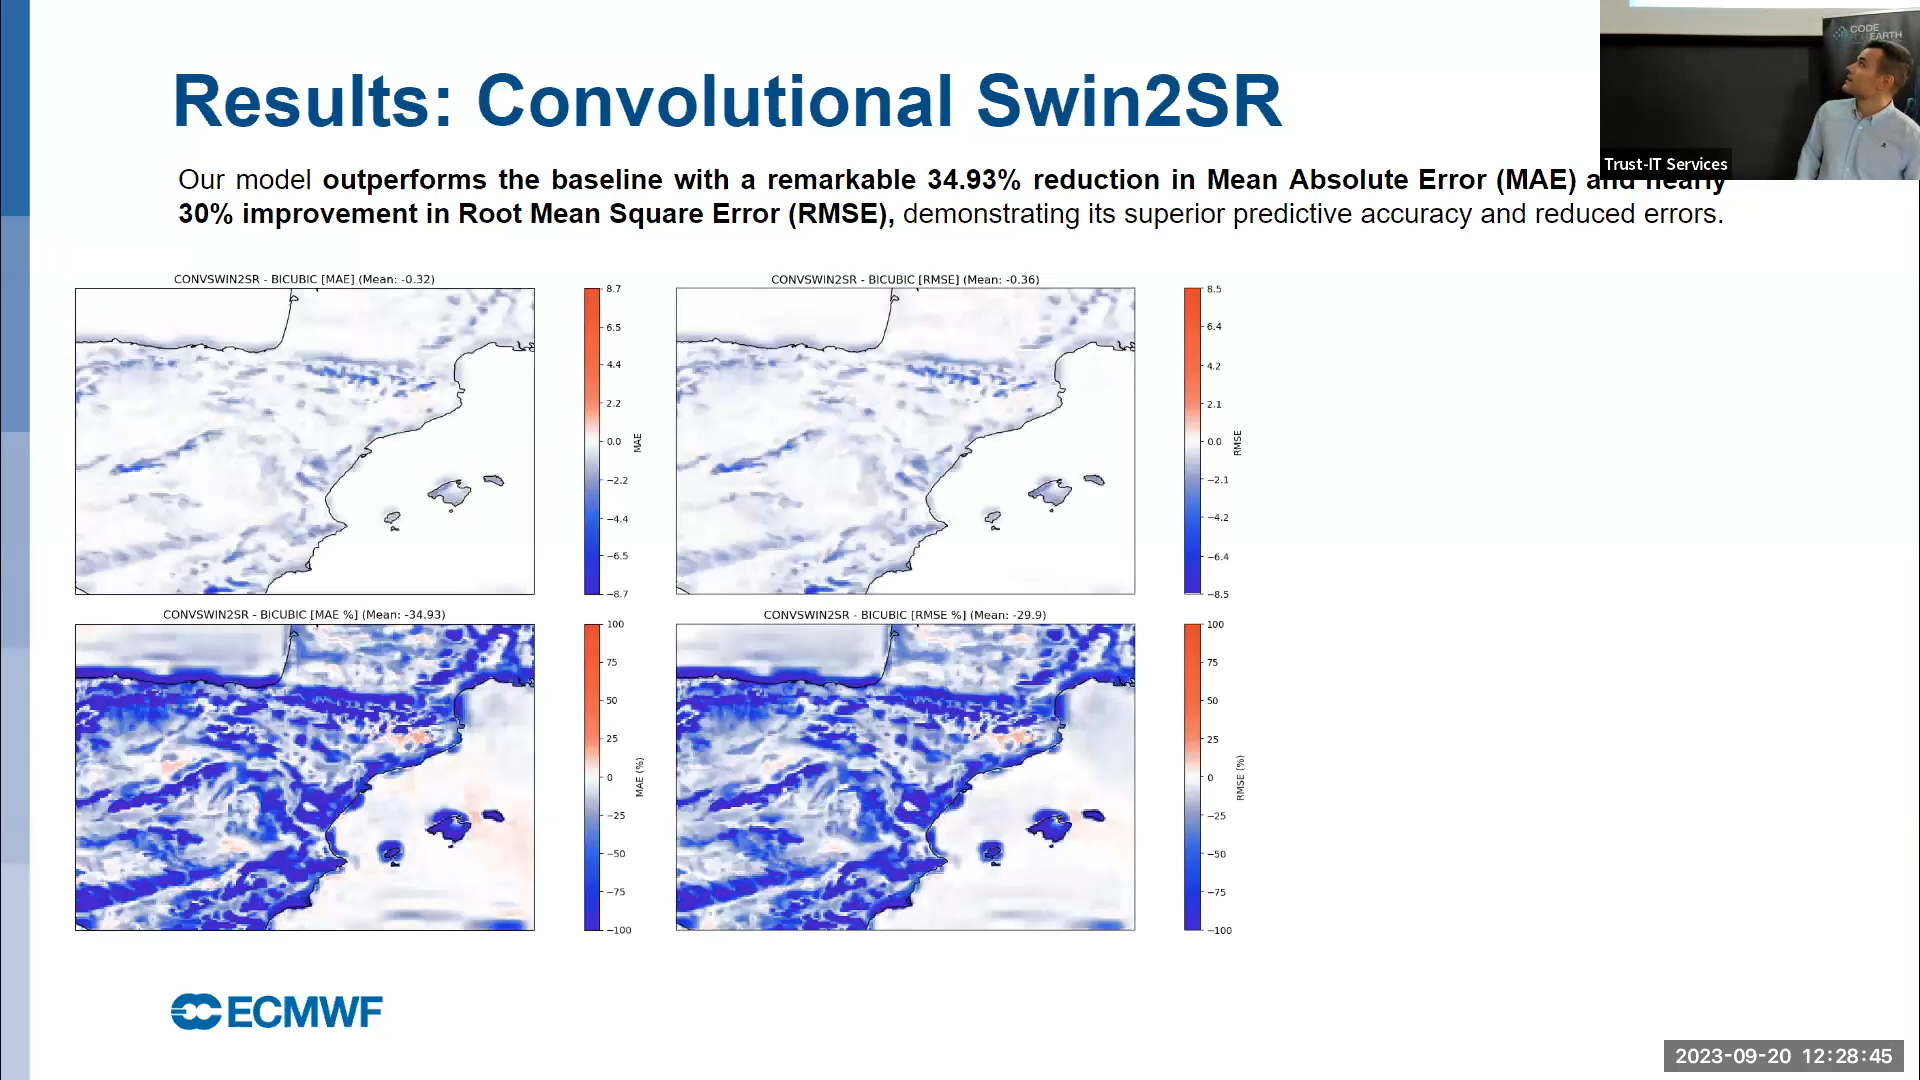 Results: Convolutional Swin2SR
CODE
EARTH
Trust-IT Services
Our model outperforms the baseline with a remarkable 34.93% reduction in Mean Absolute Error (MAE) and nearly
30% improvement in Root Mean Square Error (RMSE), demonstrating its superior predictive accuracy and reduced errors.
CONVSWIN2SR - BICUBIC [MAE] (Mean: -0.32)
8.7
6.5
4.4
2.2
0.0
−2.2
−4.4
−6.5
−8.7
MAE
CONVSWIN2SR - BICUBIC [RMSE] (Mean: -0.36)
8.5
6.4
4.2
2.1
0.0
−2.1
−4.2
−6.4
−8.5
RMSE
CONVSWIN2SR - BICUBIC [MAE %] (Mean: -34.93)
100
75
50
25
0
−25
−50
−75
−100
MAE (%)
CONVSWIN2SR - BICUBIC [RMSE %] (Mean: -29.9)
100
75
50
25
0
−25
−50
−75
−100
RMSE (%)
ECMWF
2023-09-20 12:28:45